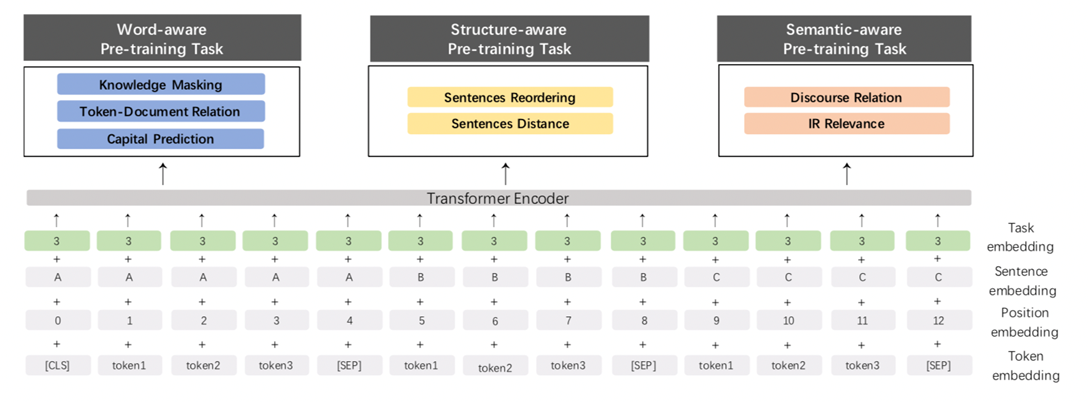 Word-aware
Pre-training Task
Structure-aware
Pre-training Task
Semantic-aware
Pre-training Task
Knowledge Masking
Token-Document Relation
Capital Prediction
Sentences Reordering
Sentences Distance
Discourse Relation
IR Relevance
Transformer Encoder
3 3 3 3 3 3 3 3 3 3 3 3 3
Task
embedding
+ + + + + + + + + + + + +
A A A A A B B B B C C C C
Sentence
embedding
+ + + + + + + + + + + + +
0 1 2 3 4 5 6 7 8 9 10 11 12
Position
embedding
+ + + + + + + + + + + + +
[CLS] token1 token2 token3 [SEP] token1 token2 token3 [SEP] token1 token2 token3 [SEP]
Token
embedding